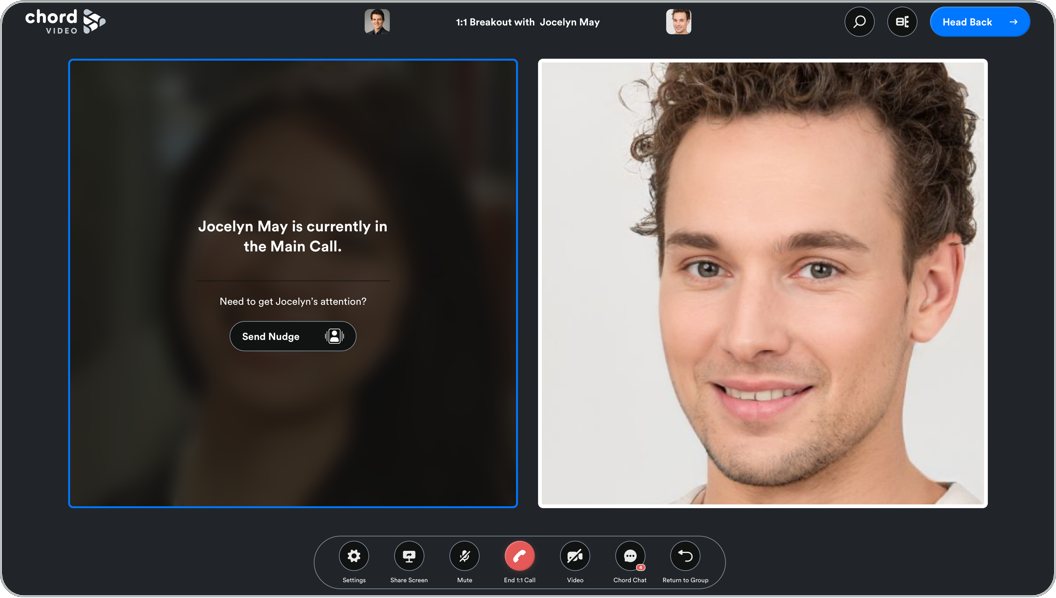 chord
VIDEO
1:1 Breakout with Jocelyn May
Head Back
Jocelyn May is currently in
the Main Call.
Need to get Jocelyn's attention?
Send Nudge
Settings
Share Screen
Mute
End 1:1 Call
Video
Chord Chat
Return to Group